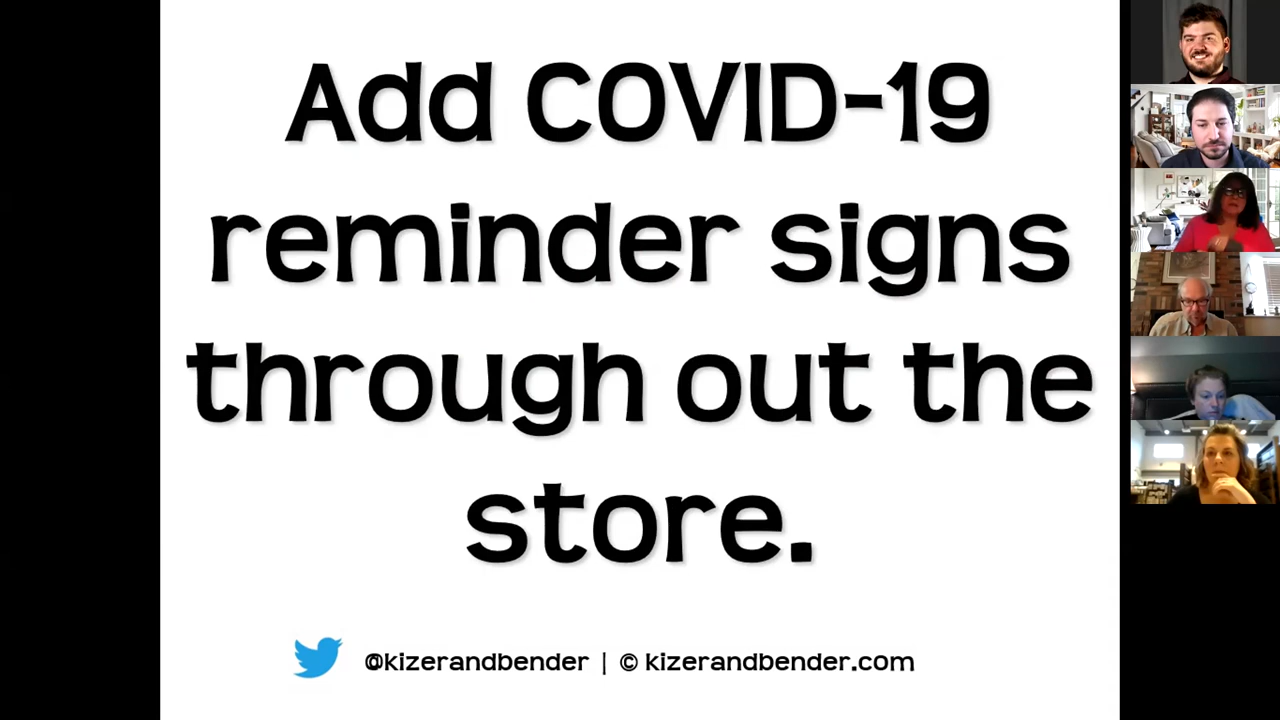 Add COVID-19
reminder signs
through out the
store.
@kizerandbender | © kizerandbender.com